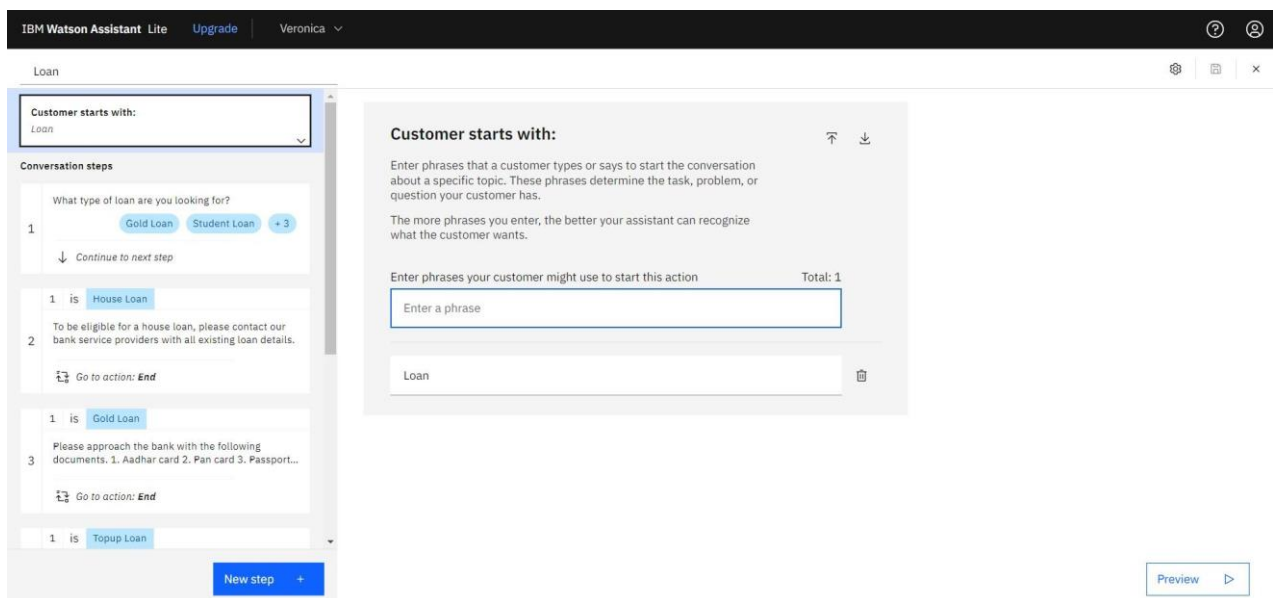 IBM Watson Assistant Lite Upgrade Veronica
Loan
Customer starts with:
Loan
Conversation steps
1
What type of loan are you looking for?
Gold Loan Student Loan + 3
Continue to next step
1 is House Loan
2
To be eligible for a house loan, please contact our
bank service providers with all existing loan details.
Go to action: End
1 is Gold Loan
3
Please approach the bank with the following
documents. 1. Aadhar card 2. Pan card 3. Passport...
Go to action: End
1 is Topup Loan
New step +
Customer starts with:
Enter phrases that a customer types or says to start the conversation
about a specific topic. These phrases determine the task, problem, or
question your customer has.
The more phrases you enter, the better your assistant can recognize
what the customer wants.
Enter phrases your customer might use to start this action Total: 1
Enter a phrase
Loan
Preview